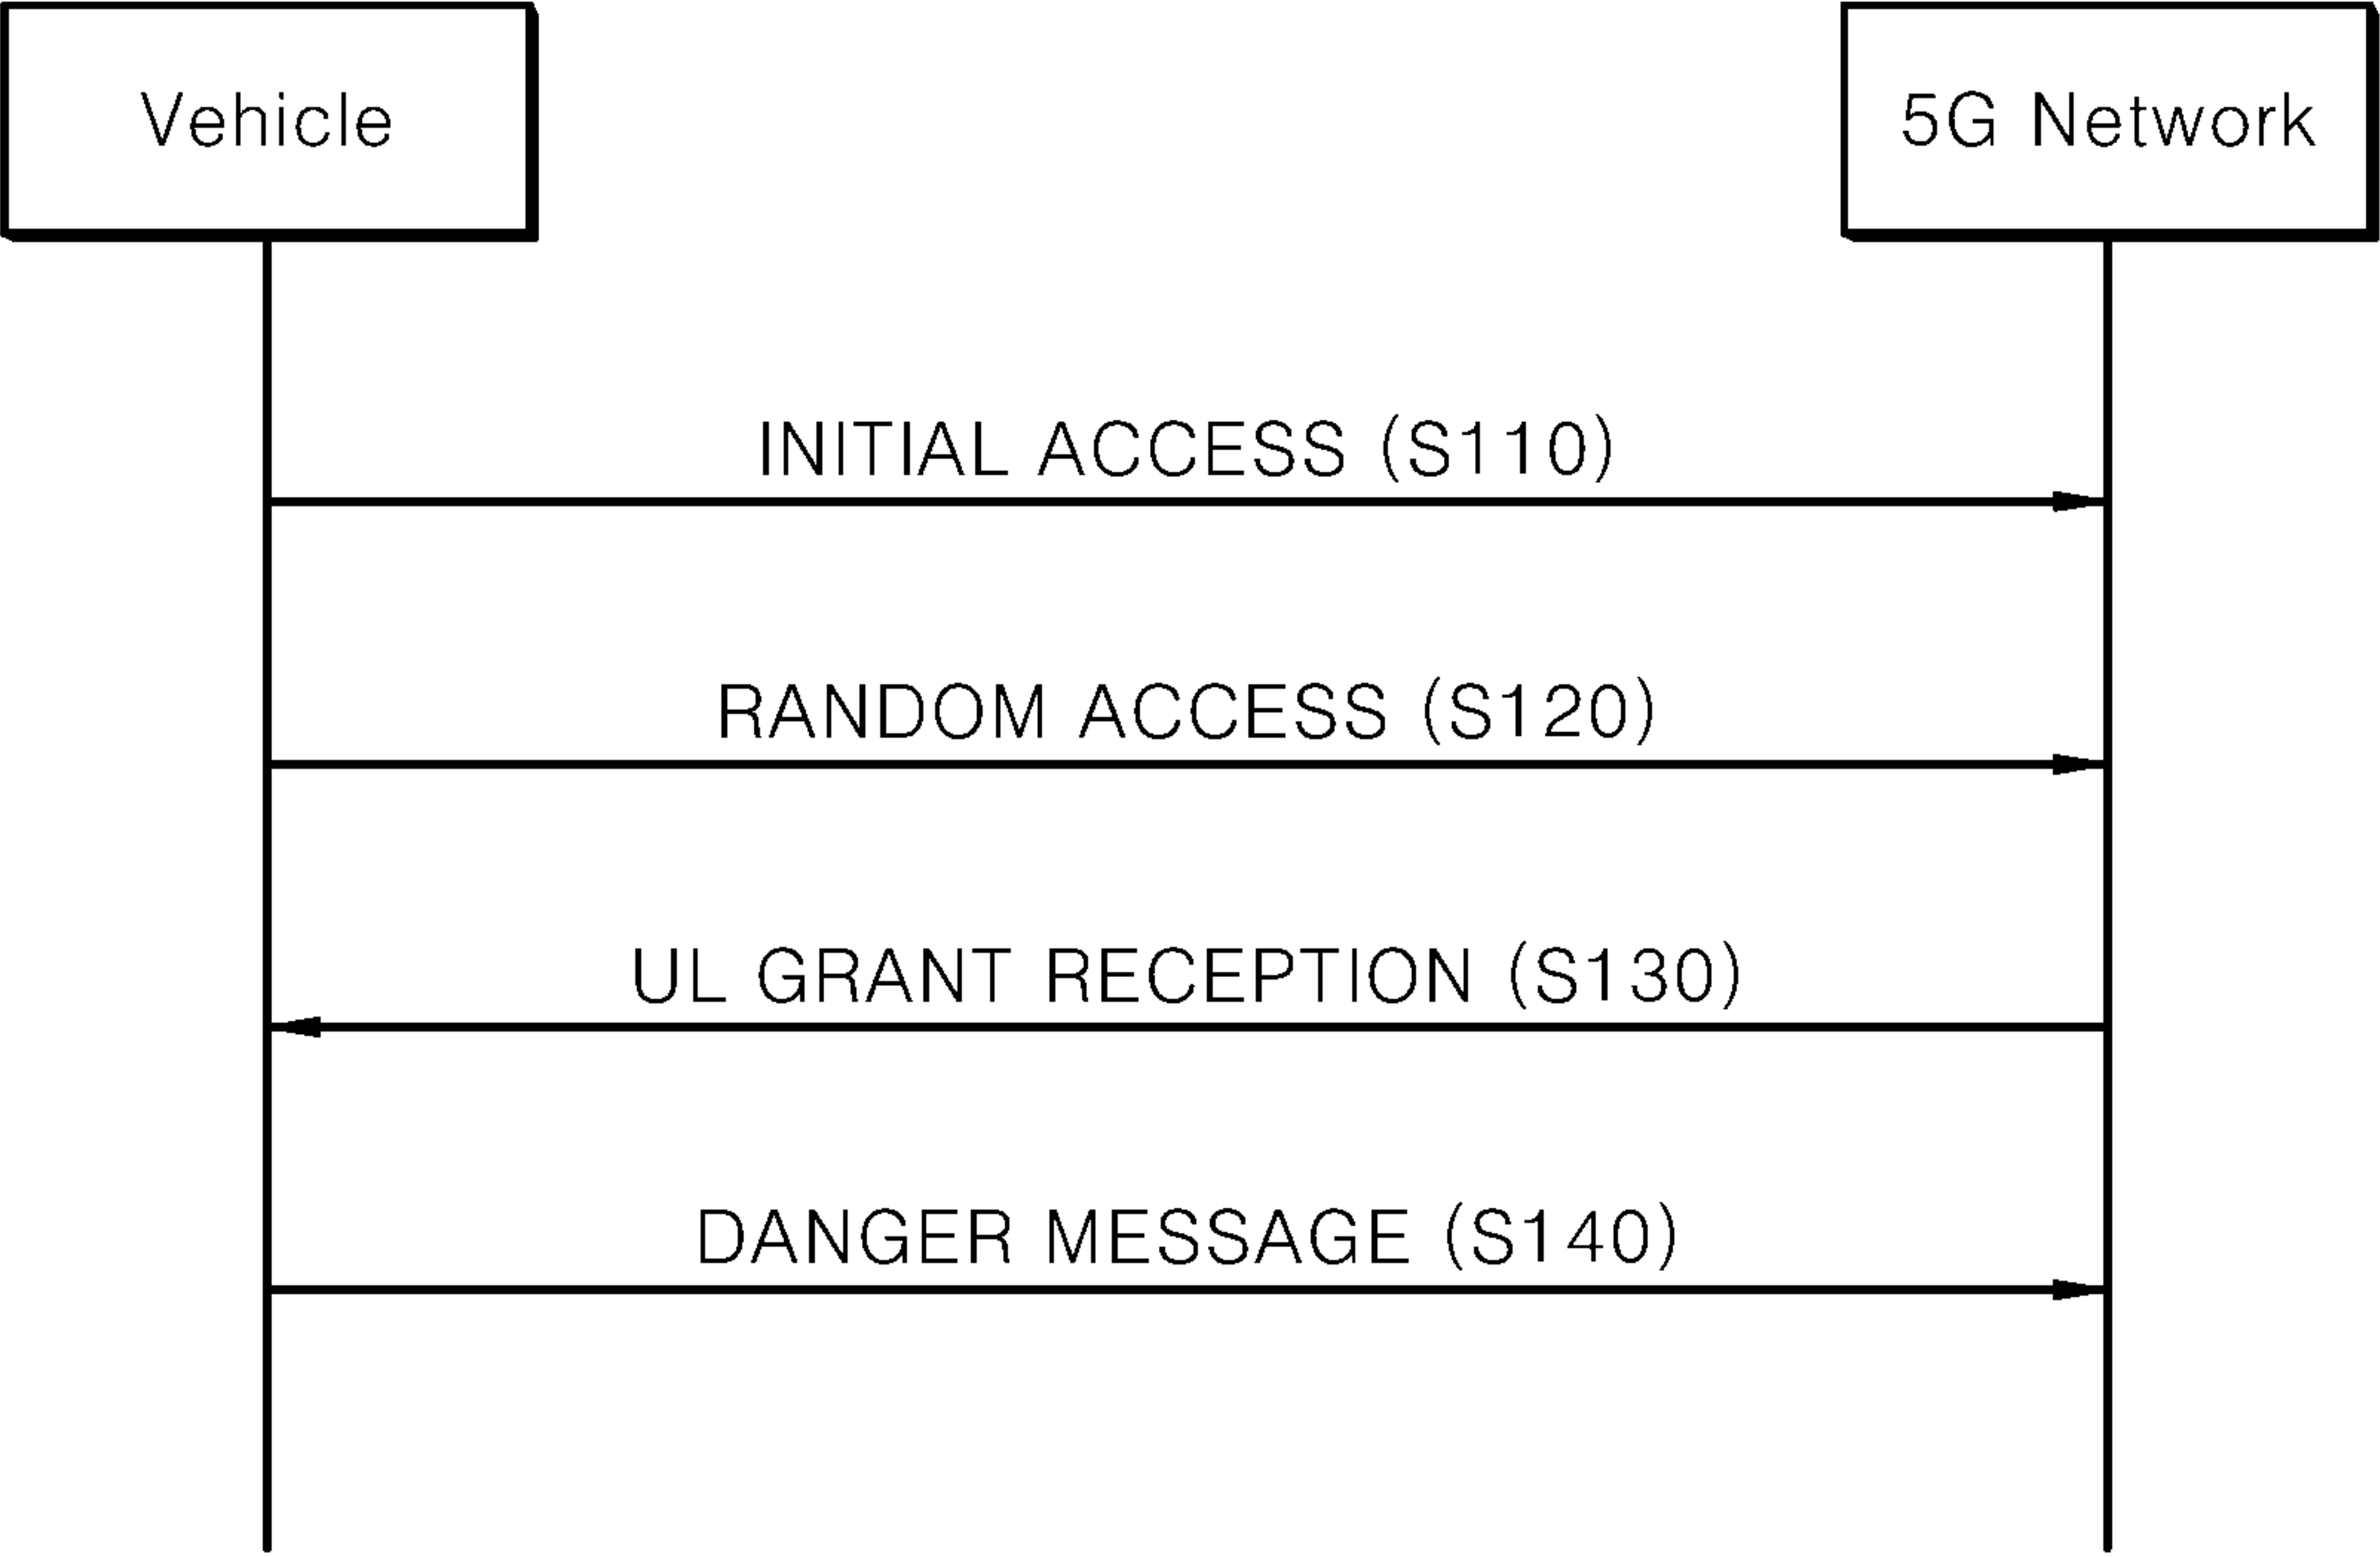 Vehicle
5G Network
INITIAL ACCESS (S110)
RANDOM ACCESS (S120)
UL GRANT RECEPTION (S130)
DANGER MESSAGE (S140)